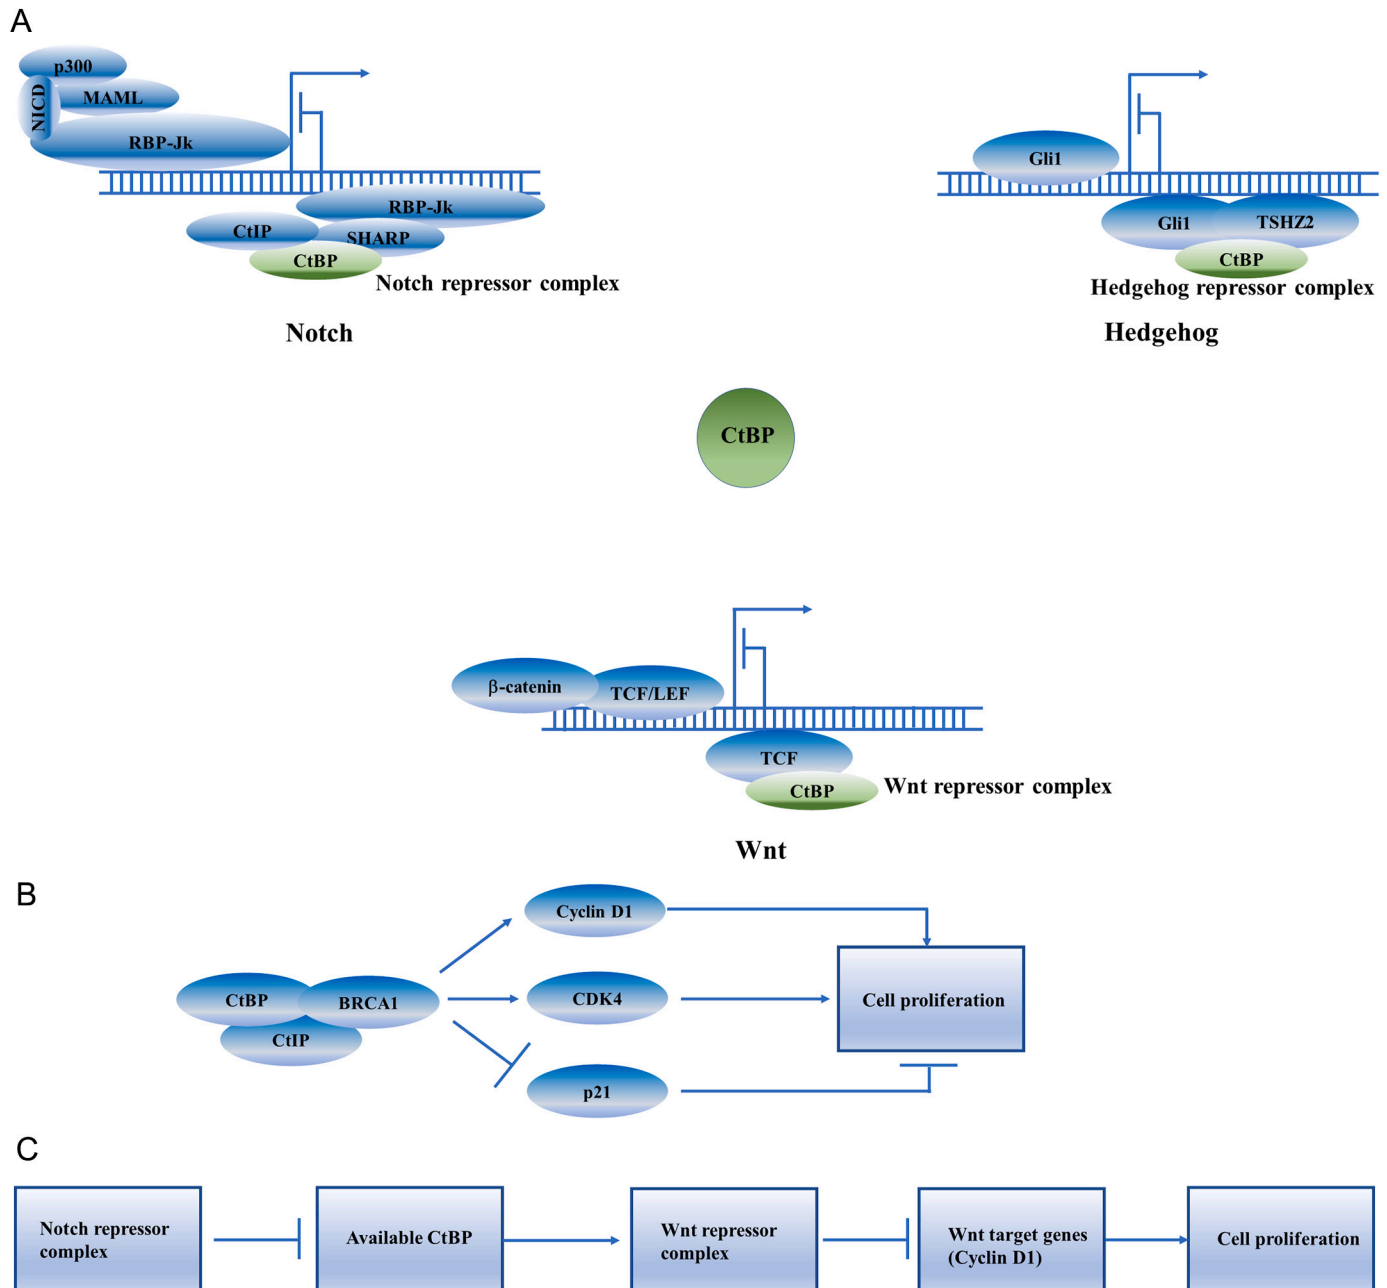 A
p300
MAML
NICD
RBP-Jk
RBP-Jk
CtIP
SHARP
CtBP
Notch repressor complex
Notch
Gli1
Gli1
TSHZ2
CtBP
Hedgehog repressor complex
Hedgehog
CtBP
β-catenin
TCF/LEF
TCF
CtBP
Wnt repressor complex
Wnt
B
Cyclin D1
CtBP
BRCA1
CtIP
CDK4
p21
Cell proliferation
C
Notch repressor
complex
Available CtBP
Wnt repressor
complex
Wnt target genes
(Cyclin D1)
Cell proliferation